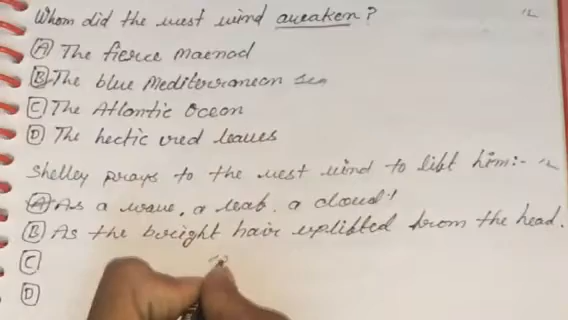 Whom did the west wind awaken? 12
(A) The fierce Maenad
(B) The blue Mediterranean sea
(C) The Atlantic Ocean
(D) The hectic red leaves
Shelley prays to the west wind to lift him:- 12
(A) As a wave, a leaf, a cloud"
(B) As the bright hair uplifted from the head.
(C)
(D)